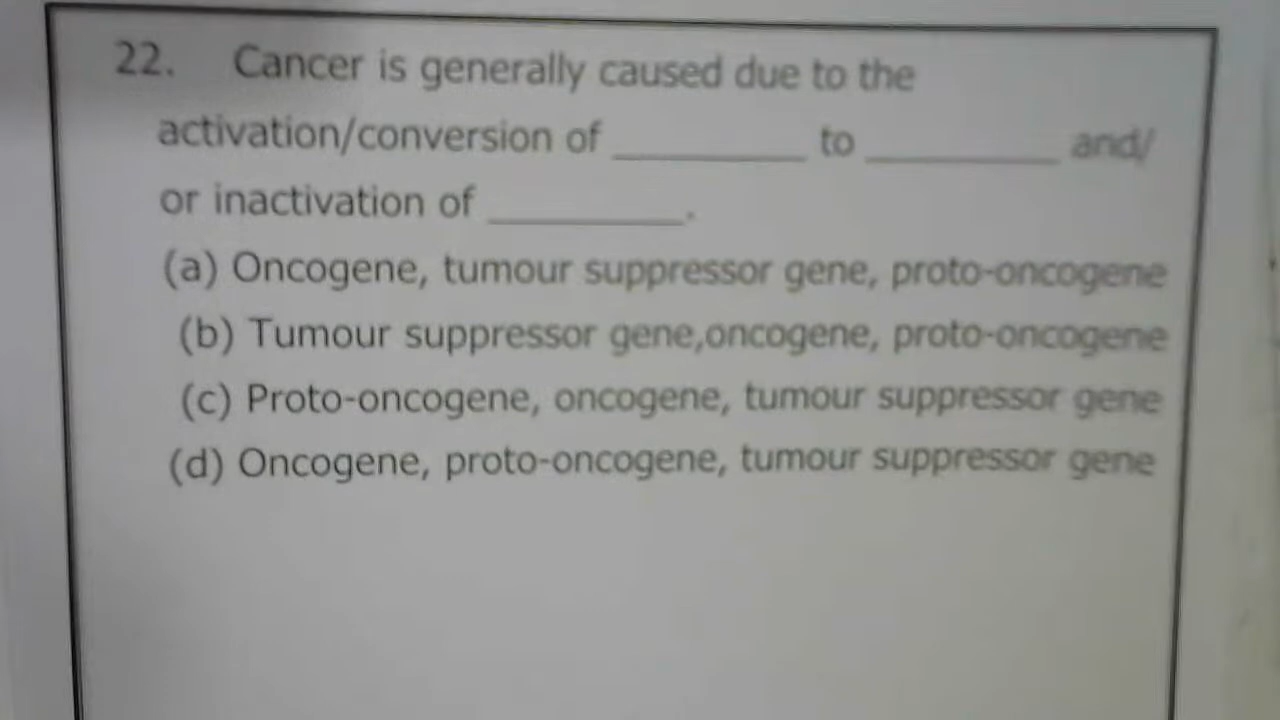 22. Cancer is generally caused due to the
activation/conversion of __________ to __________ and/
or inactivation of __________.
(a) Oncogene, tumour suppressor gene, proto-oncogene
(b) Tumour suppressor gene,oncogene, proto-oncogene
(c) Proto-oncogene, oncogene, tumour suppressor gene
(d) Oncogene, proto-oncogene, tumour suppressor gene